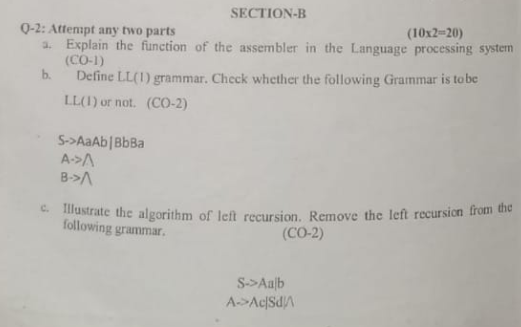 SECTION-B
Q-2: Attempt any two parts (10x2=20)
a. Explain the function of the assembler in the Language processing system
(CO-1)
b. Define LL(1) grammar. Check whether the following Grammar is to be
LL(1) or not. (CO-2)
S->AaAb|BbBa
A->/\
B->/\
c. Illustrate the algorithm of left recursion. Remove the left recursion from the
following grammar. (CO-2)
S->Aa|b
A->Ac|Sd|/\